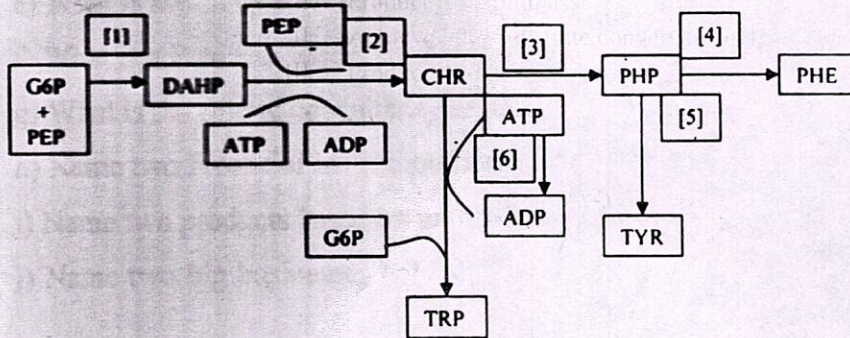 [1]
PEP
[2]
[3]
[4]
G6P
+
PEP
DAHP
CHR
PHP
PHE
ATP
ADP
ATP
[5]
[6]
ADP
G6P
TYR
TRP